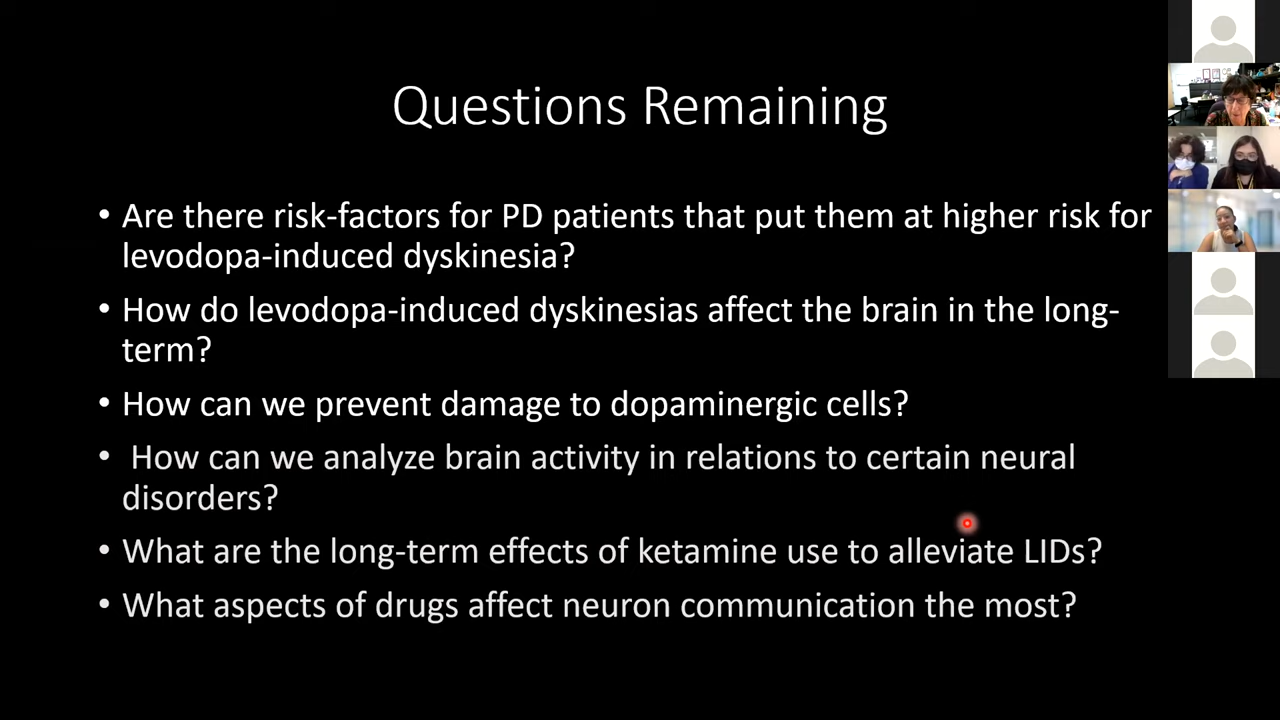 Questions Remaining
• Are there risk-factors for PD patients that put them at higher risk for
levodopa-induced dyskinesia?
• How do levodopa-induced dyskinesias affect the brain in the long-
term?
• How can we prevent damage to dopaminergic cells?
• How can we analyze brain activity in relations to certain neural
disorders?
• What are the long-term effects of ketamine use to alleviate LIDs?
• What aspects of drugs affect neuron communication the most?